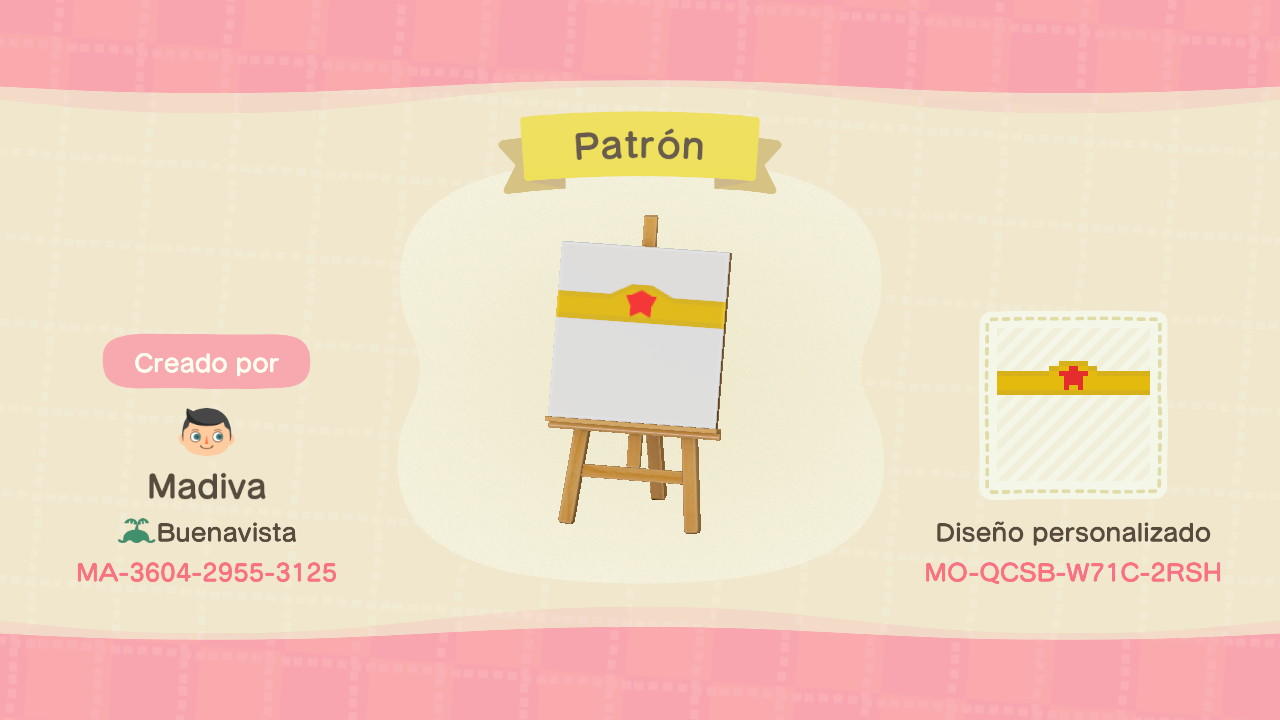 Patrón
Creado por
Madiva
Buenavista
MA-3604-2955-3125
Diseño personalizado
MO-QCSB-W71C-2RSH